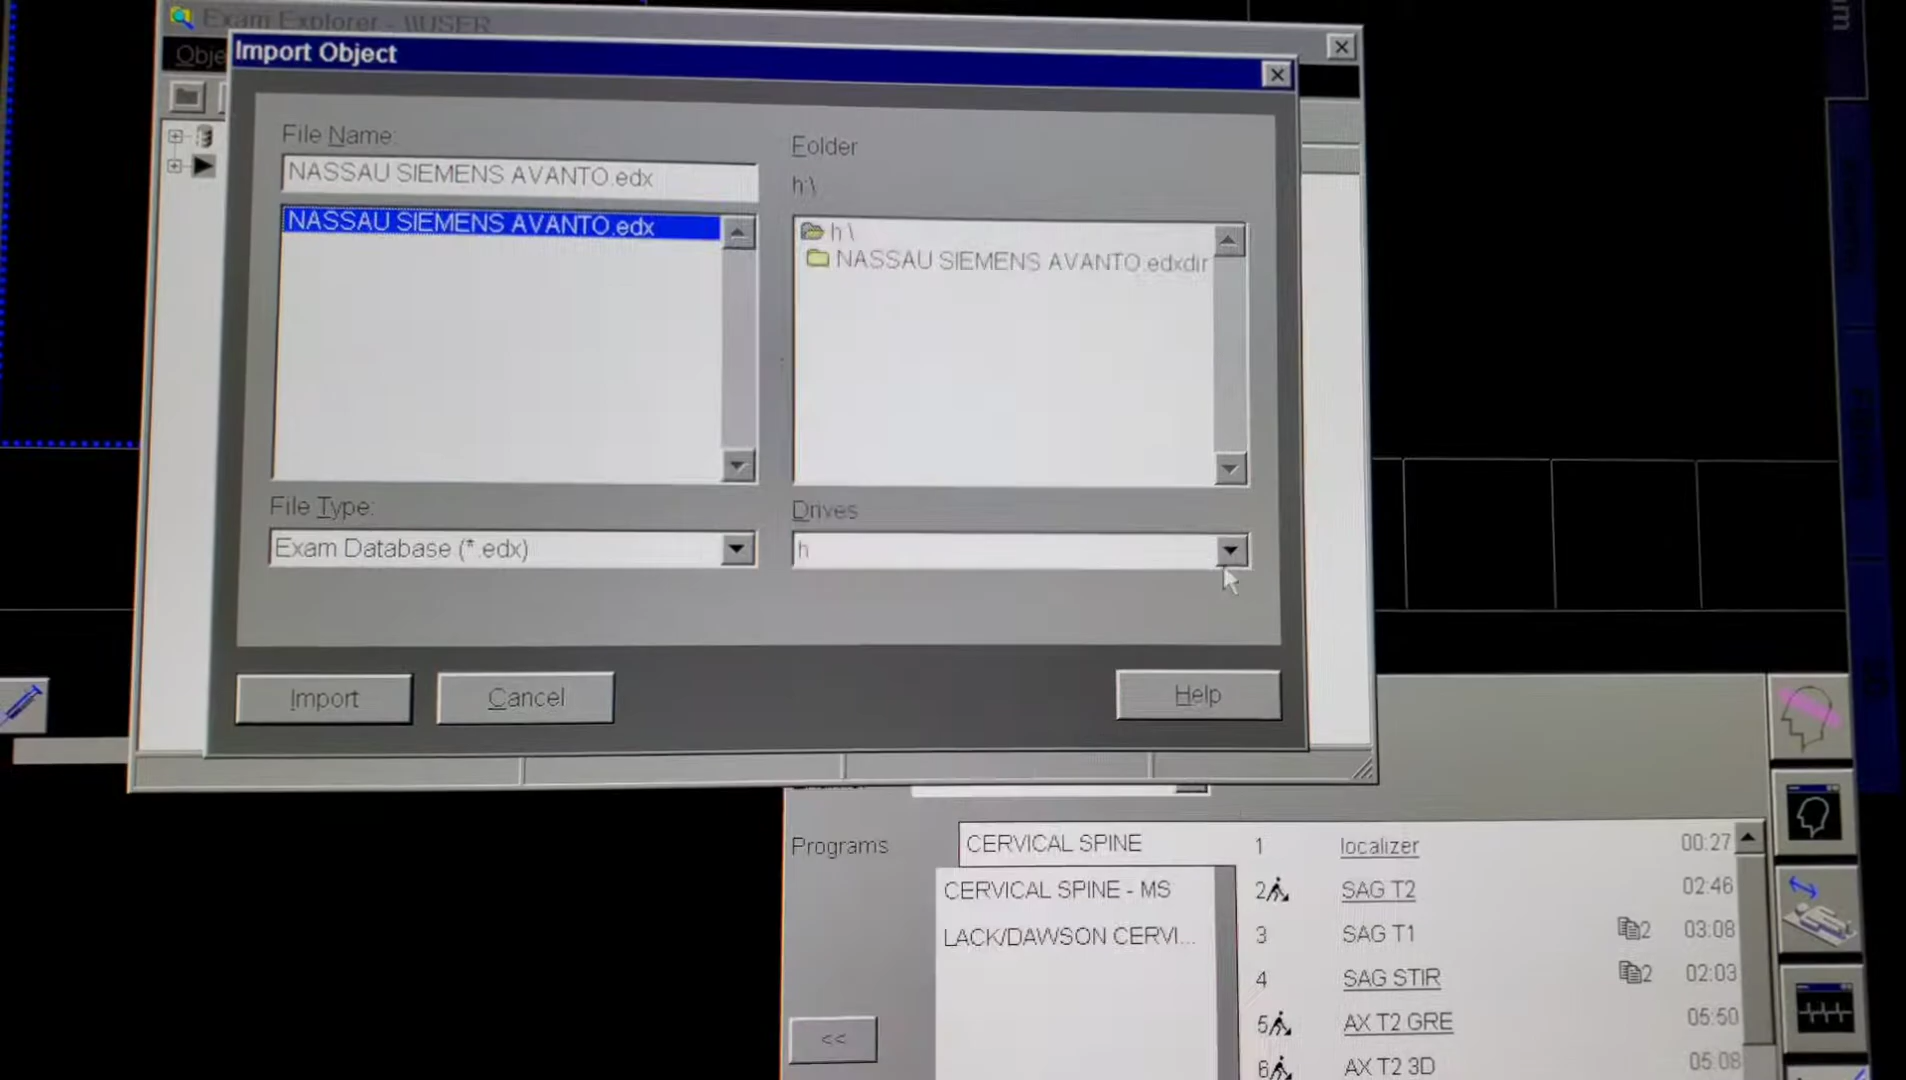 Exam Explorer - \\USER
Obje
Import Object
File Name:
NASSAU SIEMENS AVANTO.edx
NASSAU SIEMENS AVANTO.edx
Folder
h:\
h:\
NASSAU SIEMENS AVANTO.edxdir
File Type:
Exam Database (*.edx)
Drives
h
Import
Cancel
Help
Programs
CERVICAL SPINE
CERVICAL SPINE - MS
LACK/DAWSON CERVI...
<<
1 localizer 00:27
2 SAG T2 02:46
3 SAG T1 2 03:08
4 SAG STIR 2 02:03
5 AX T2 GRE 05:50
6 AX T2 3D 05:08